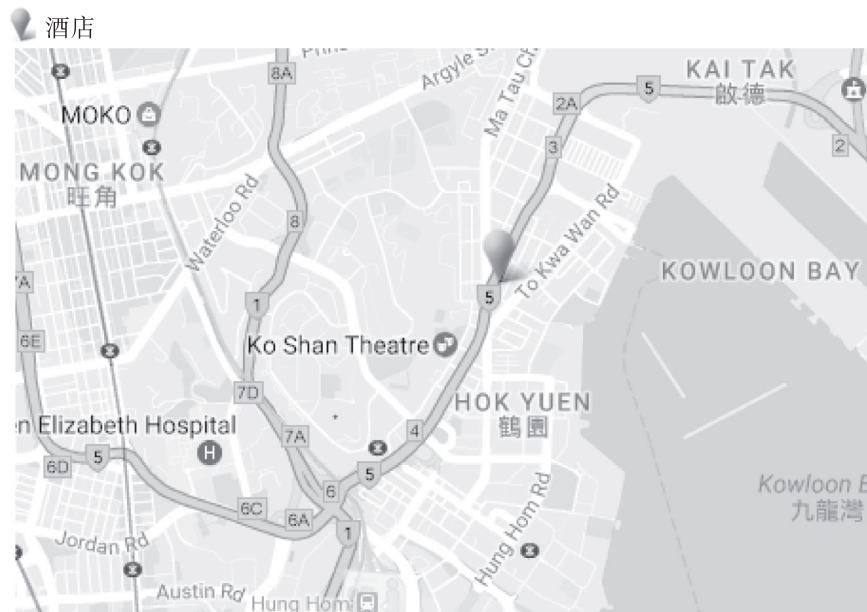 酒店
8A
Argyle S
5
KAI TAK
啟德
MOKO
Ma Tau Ch
2A
3
2
MONG KOK
旺角
Waterloo Rd
8
To Kwa Wan Rd
KOWLOON BAY
7A
1
5
6E
Ko Shan Theatre
7D
HOK YUEN
鶴園
en Elizabeth Hospital
H
7A
4
6D
5
5
6
Kowloon B
九龍灣
6C
6A
1
Jordan Rd
Hung Hom Rd
Austin Rd
Hung Hom